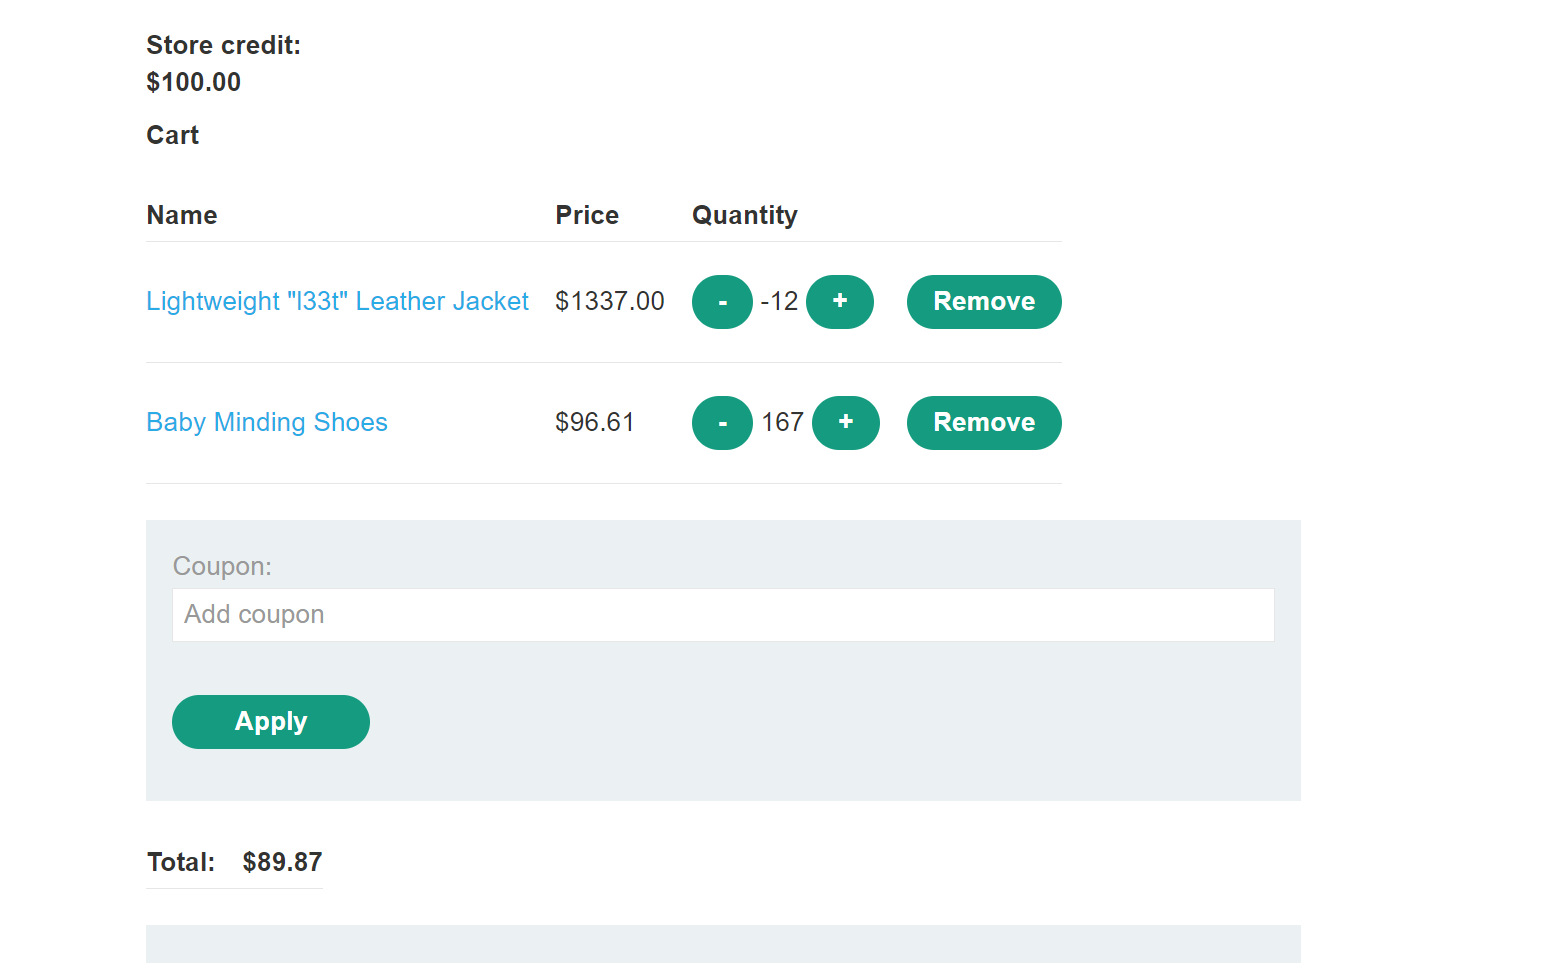 Store credit:
$100.00
Cart
Name Price Quantity
Lightweight "l33t" Leather Jacket $1337.00 - -12 + Remove
Baby Minding Shoes $96.61 - 167 + Remove
Coupon:
Add coupon
Apply
Total: $89.87